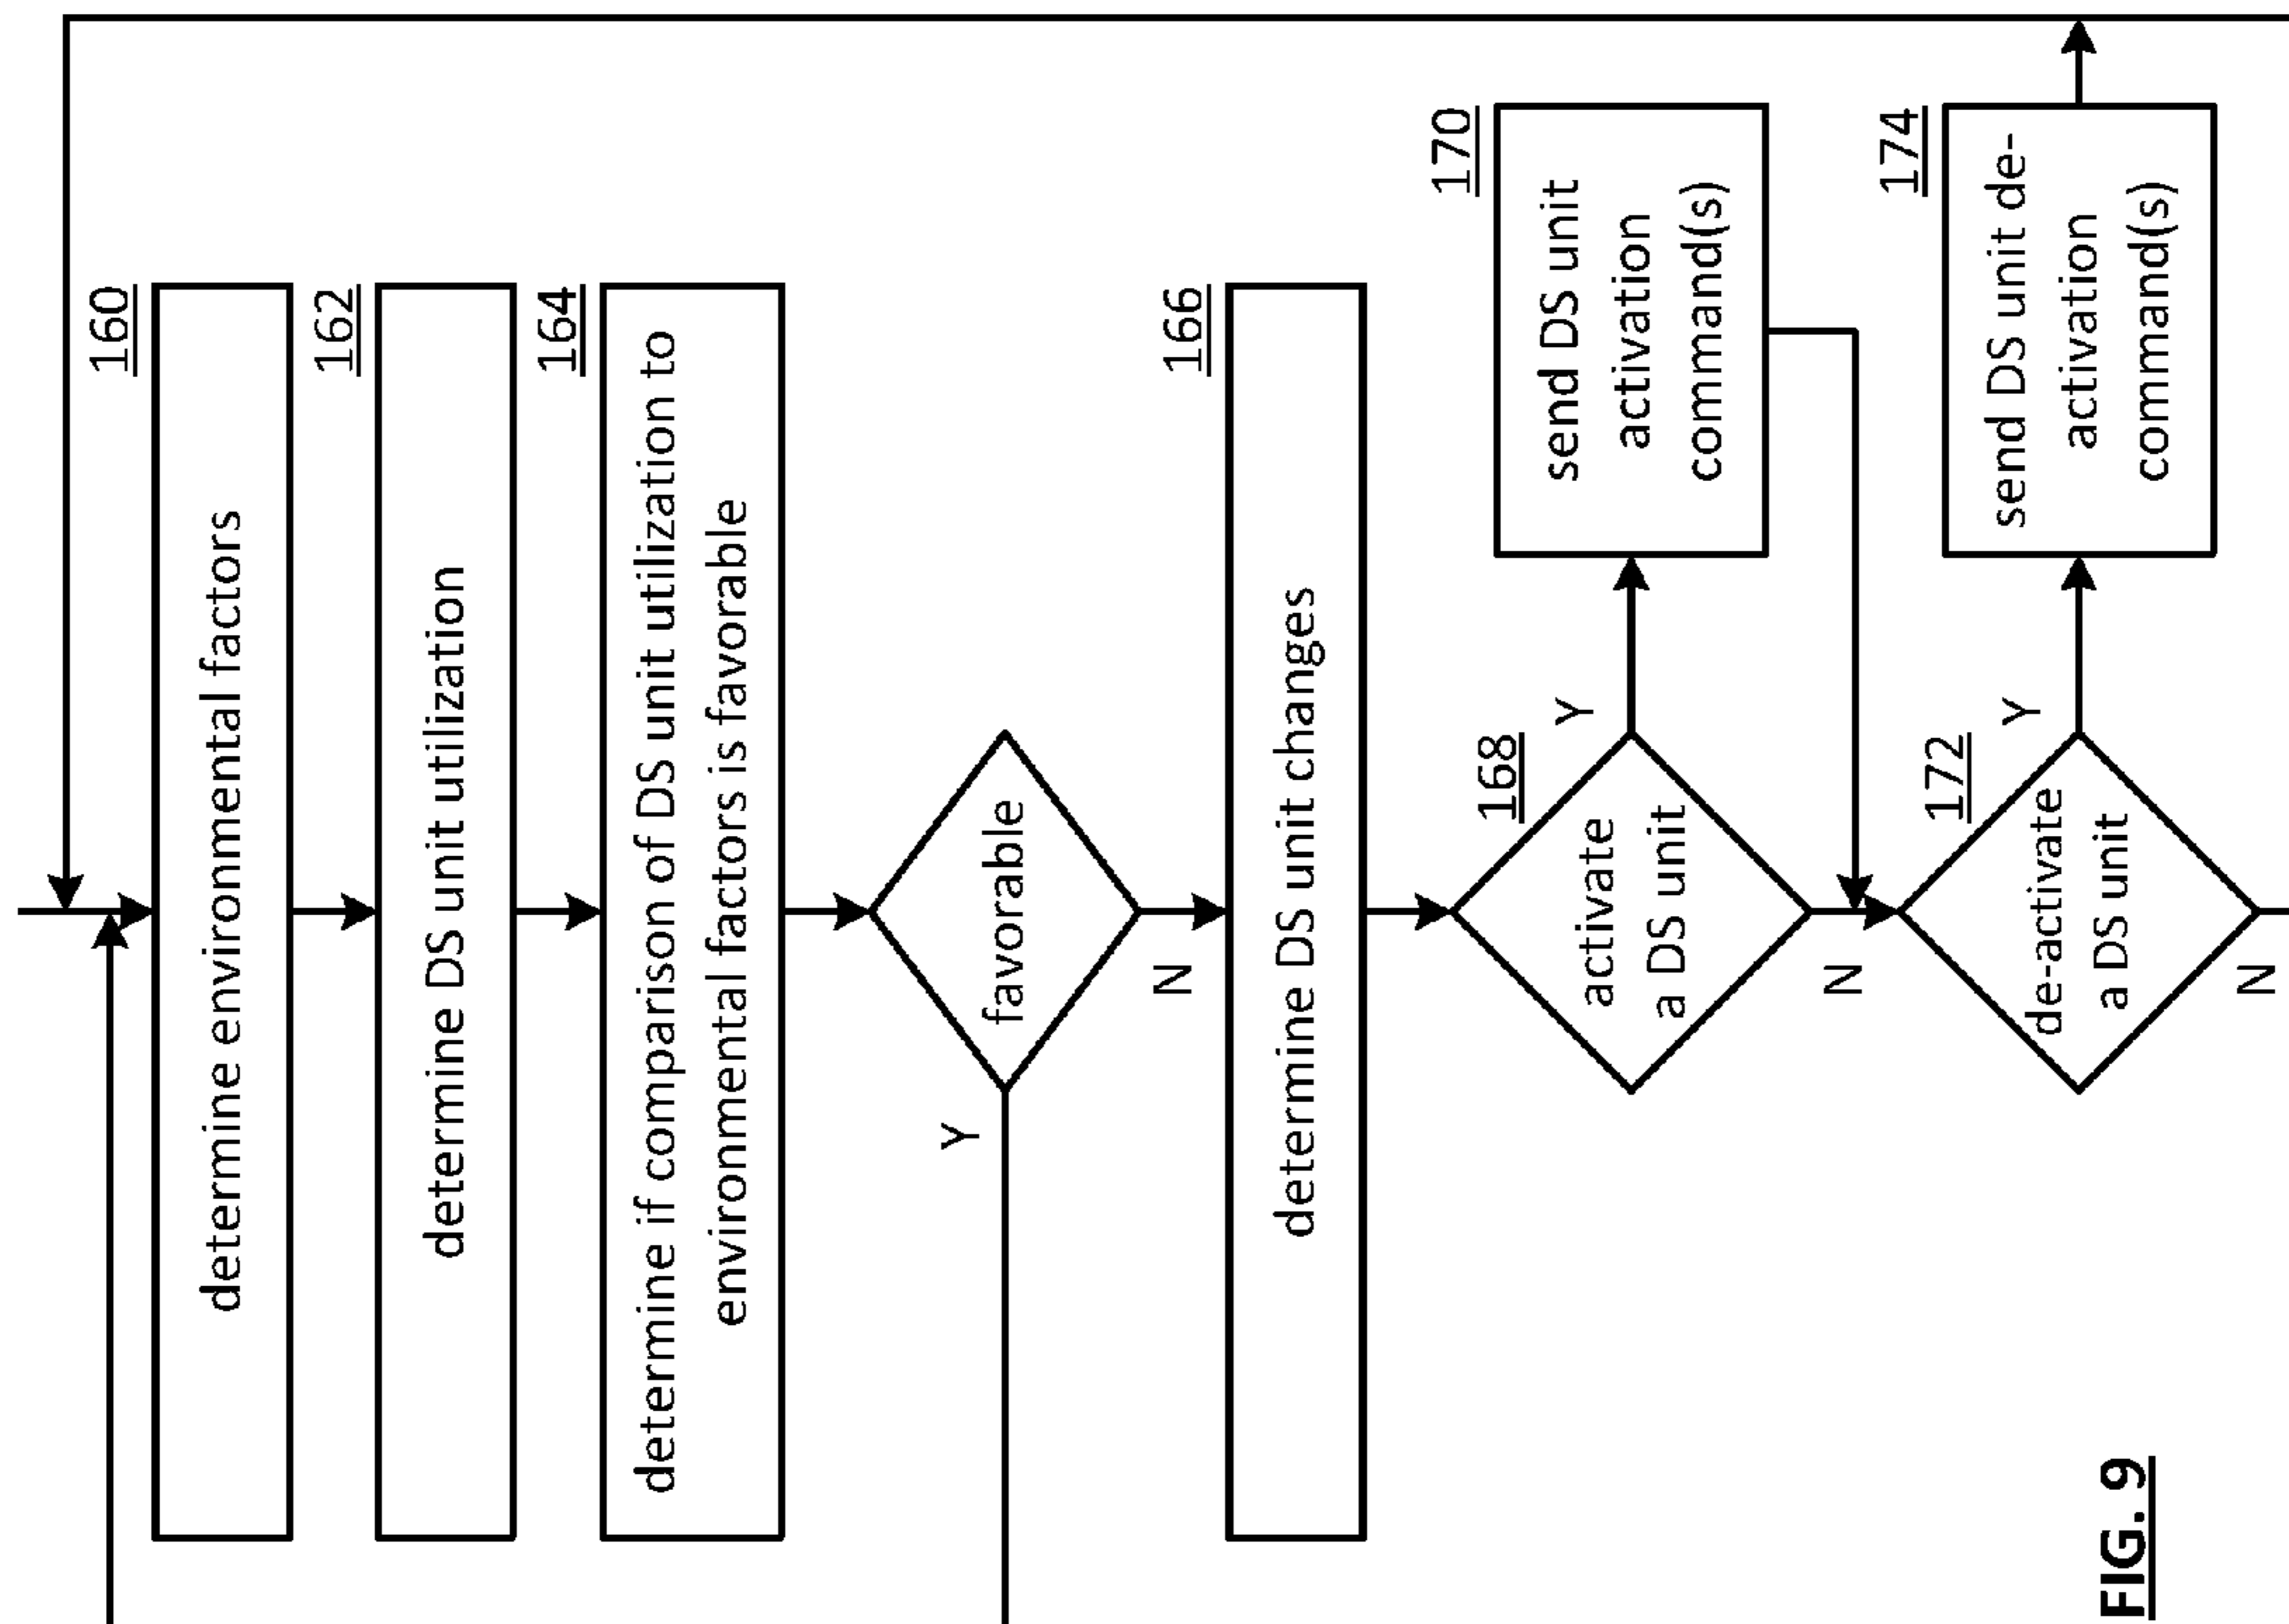 160
determine environmental factors
162
determine DS unit utilization
164
determine if comparison of DS unit utilization to
environmental factors is favorable
favorable
Y
N
166
determine DS unit changes
168
activate
a DS unit
Y
N
170
send DS unit
activation
command(s)
172
de-activate
a DS unit
Y
N
174
send DS unit de-
activation
command(s)
FIG. 9